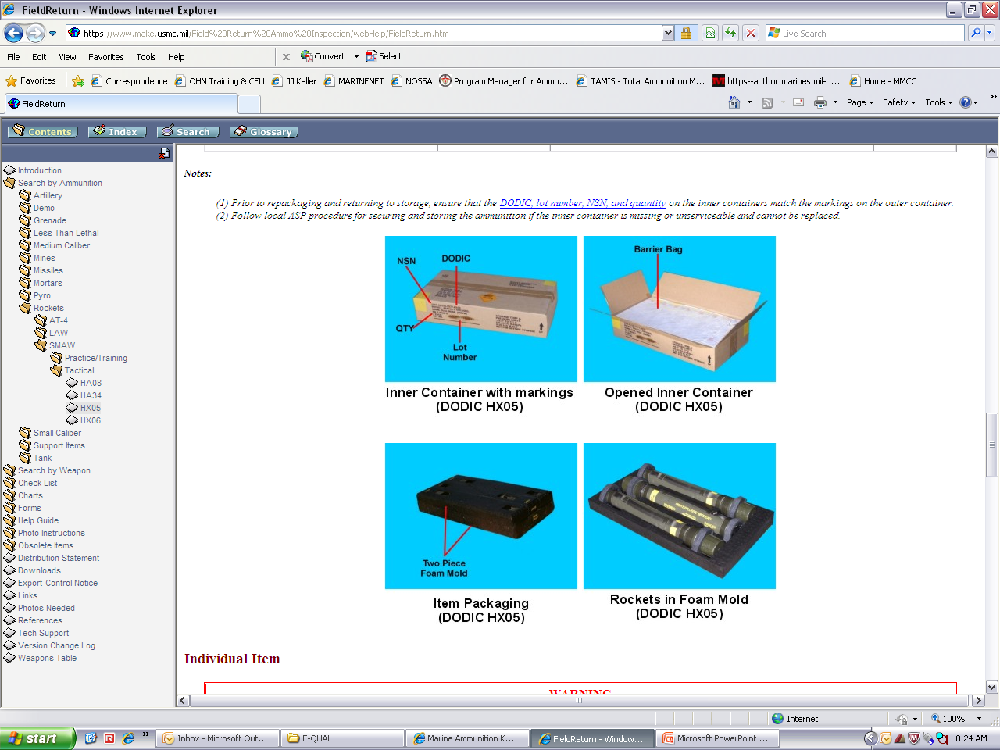 FieldReturn - Windows Internet Explorer
https://www.make.usmc.mil/Field%20Return%20Ammo%20Inspection/webHelp/FieldReturn.htm
Live Search
File Edit View Favorites Tools Help
x Convert Select
Favorites Correspondence OHN Training & CEU JJ Keller MARINENET NOSSA Program Manager for Ammu... TAMIS - Total Ammunition M... https--author.marines.mil-u... Home - MMCC
FieldReturn
Page Safety Tools
Contents Index Search Glossary
Introduction
Search by Ammunition
Artillery
Demo
Grenade
Less Than Lethal
Medium Caliber
Mines
Missiles
Mortars
Pyro
Rockets
AT-4
LAW
SMAW
Practice/Training
Tactical
HA08
HA34
HX05
HX06
Small Caliber
Support Items
Tank
Search by Weapon
Check List
Charts
Forms
Help Guide
Photo Instructions
Obsolete Items
Distribution Statement
Downloads
Export-Control Notice
Links
Photos Needed
References
Tech Support
Version Change Log
Weapons Table
Notes:
(1) Prior to repackaging and returning to storage, ensure that the DODIC, lot number, NSN, and quantity on the inner containers match the markings on the outer container.
(2) Follow local ASP procedure for securing and storing the ammunition if the inner container is missing or unserviceable and cannot be replaced.
NSN
DODIC
QTY
Lot
Number
Inner Container with markings
(DODIC HX05)
Barrier Bag
Opened Inner Container
(DODIC HX05)
Two Piece
Foam Mold
Item Packaging
(DODIC HX05)
Rockets in Foam Mold
(DODIC HX05)
Individual Item
WARNING
Internet
100%
start
Inbox - Microsoft Out...
E-QUAL
Marine Ammunition K...
FieldReturn - Window...
Microsoft PowerPoint ...
8:24 AM